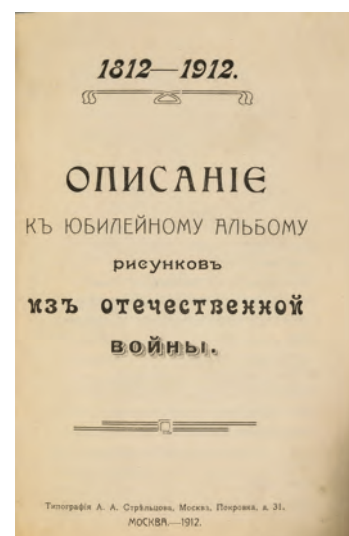 1812—1912.
ОПИСАНІЕ
КЪ ЮБИЛЕЙНОМУ АЛЬБОМУ
РИСУНКОВЪ
ИЗЪ ОТЕЧЕСТВЕННОЙ
ВОЙНЫ.
Типографія А. А. Стрѣльцова, Москва, Покровка, д. 31.
МОСКВА.—1912.